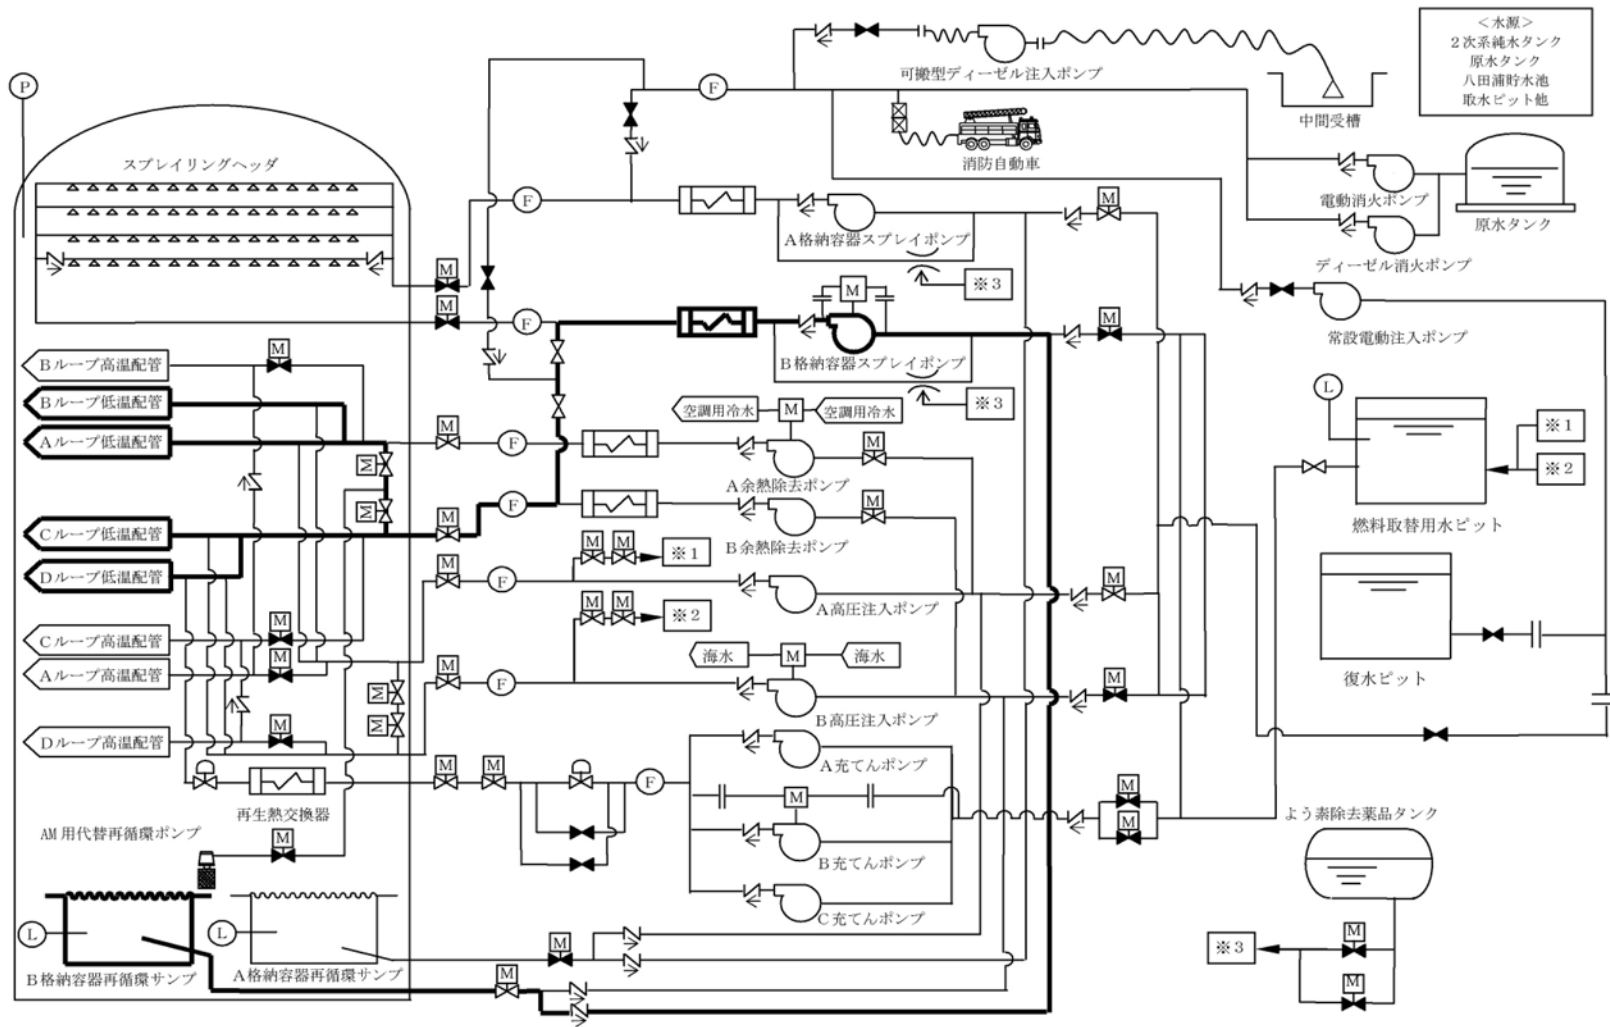 P
可搬型ディーゼル注入ポンプ
中間受槽
＜水源＞
２次系純水タンク
原水タンク
八田浦貯水池
取水ピット他
スプレイリングヘッダ
F
消防自動車
電動消火ポンプ
原水タンク
ディーゼル消火ポンプ
M
F
A格納容器スプレイポンプ
M
※3
M
F
M
B格納容器スプレイポンプ
M
※3
常設電動注入ポンプ
Bループ高温配管
M
Bループ低温配管
Aループ低温配管
M
M
M
F
空調用冷水
M
空調用冷水
M
A余熱除去ポンプ
L
※1
※2
燃料取替用水ピット
Cループ低温配管
Dループ低温配管
M
F
M
B余熱除去ポンプ
M
M
※1
M
F
A高圧注入ポンプ
M
M
M
※2
Cループ高温配管
M
Aループ高温配管
M
M
M
M
F
海水
M
海水
B高圧注入ポンプ
M
復水ピット
Dループ高温配管
M
再生熱交換器
M
M
F
A充てんポンプ
M
B充てんポンプ
C充てんポンプ
M
M
よう素除去薬品タンク
AM用代替再循環ポンプ
M
L
B格納容器再循環サンプ
L
A格納容器再循環サンプ
M
M
※3
M
M